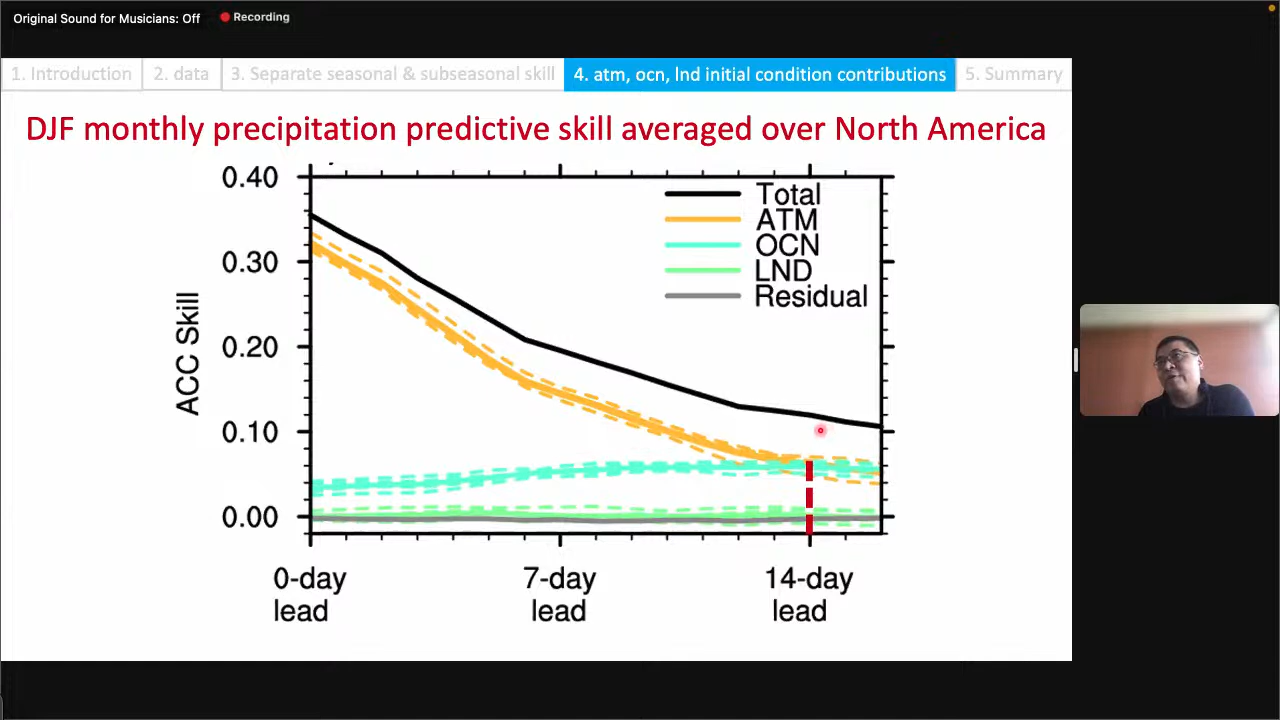 Original Sound for Musicians: Off
Recording
1. Introduction
2. data
3. Separate seasonal & subseasonal skill
4. atm, ocn, lnd initial condition contributions
5. Summary
DJF monthly precipitation predictive skill averaged over North America
0.40
0.30
0.20
0.10
0.00
ACC Skill
Total
ATM
OCN
LND
Residual
0-day
lead
7-day
lead
14-day
lead